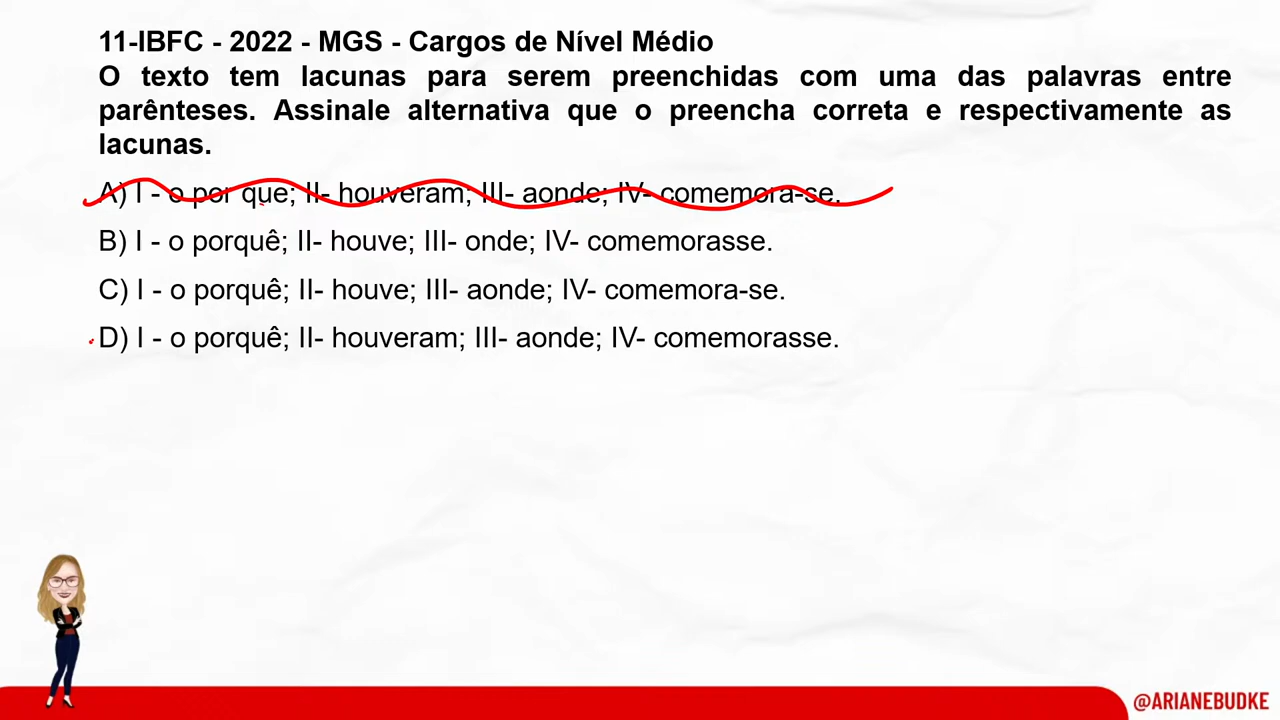 11-IBFC - 2022 - MGS - Cargos de Nível Médio
O texto tem lacunas para serem preenchidas com uma das palavras entre
parênteses. Assinale alternativa que o preencha correta e respectivamente as
lacunas.
A) I - o por que; II- houveram; III- aonde; IV- comemora-se.
B) I - o porquê; II- houve; III- onde; IV- comemorasse.
C) I - o porquê; II- houve; III- aonde; IV- comemora-se.
D) I - o porquê; II- houveram; III- aonde; IV- comemorasse.
@ARIANEBUDKE